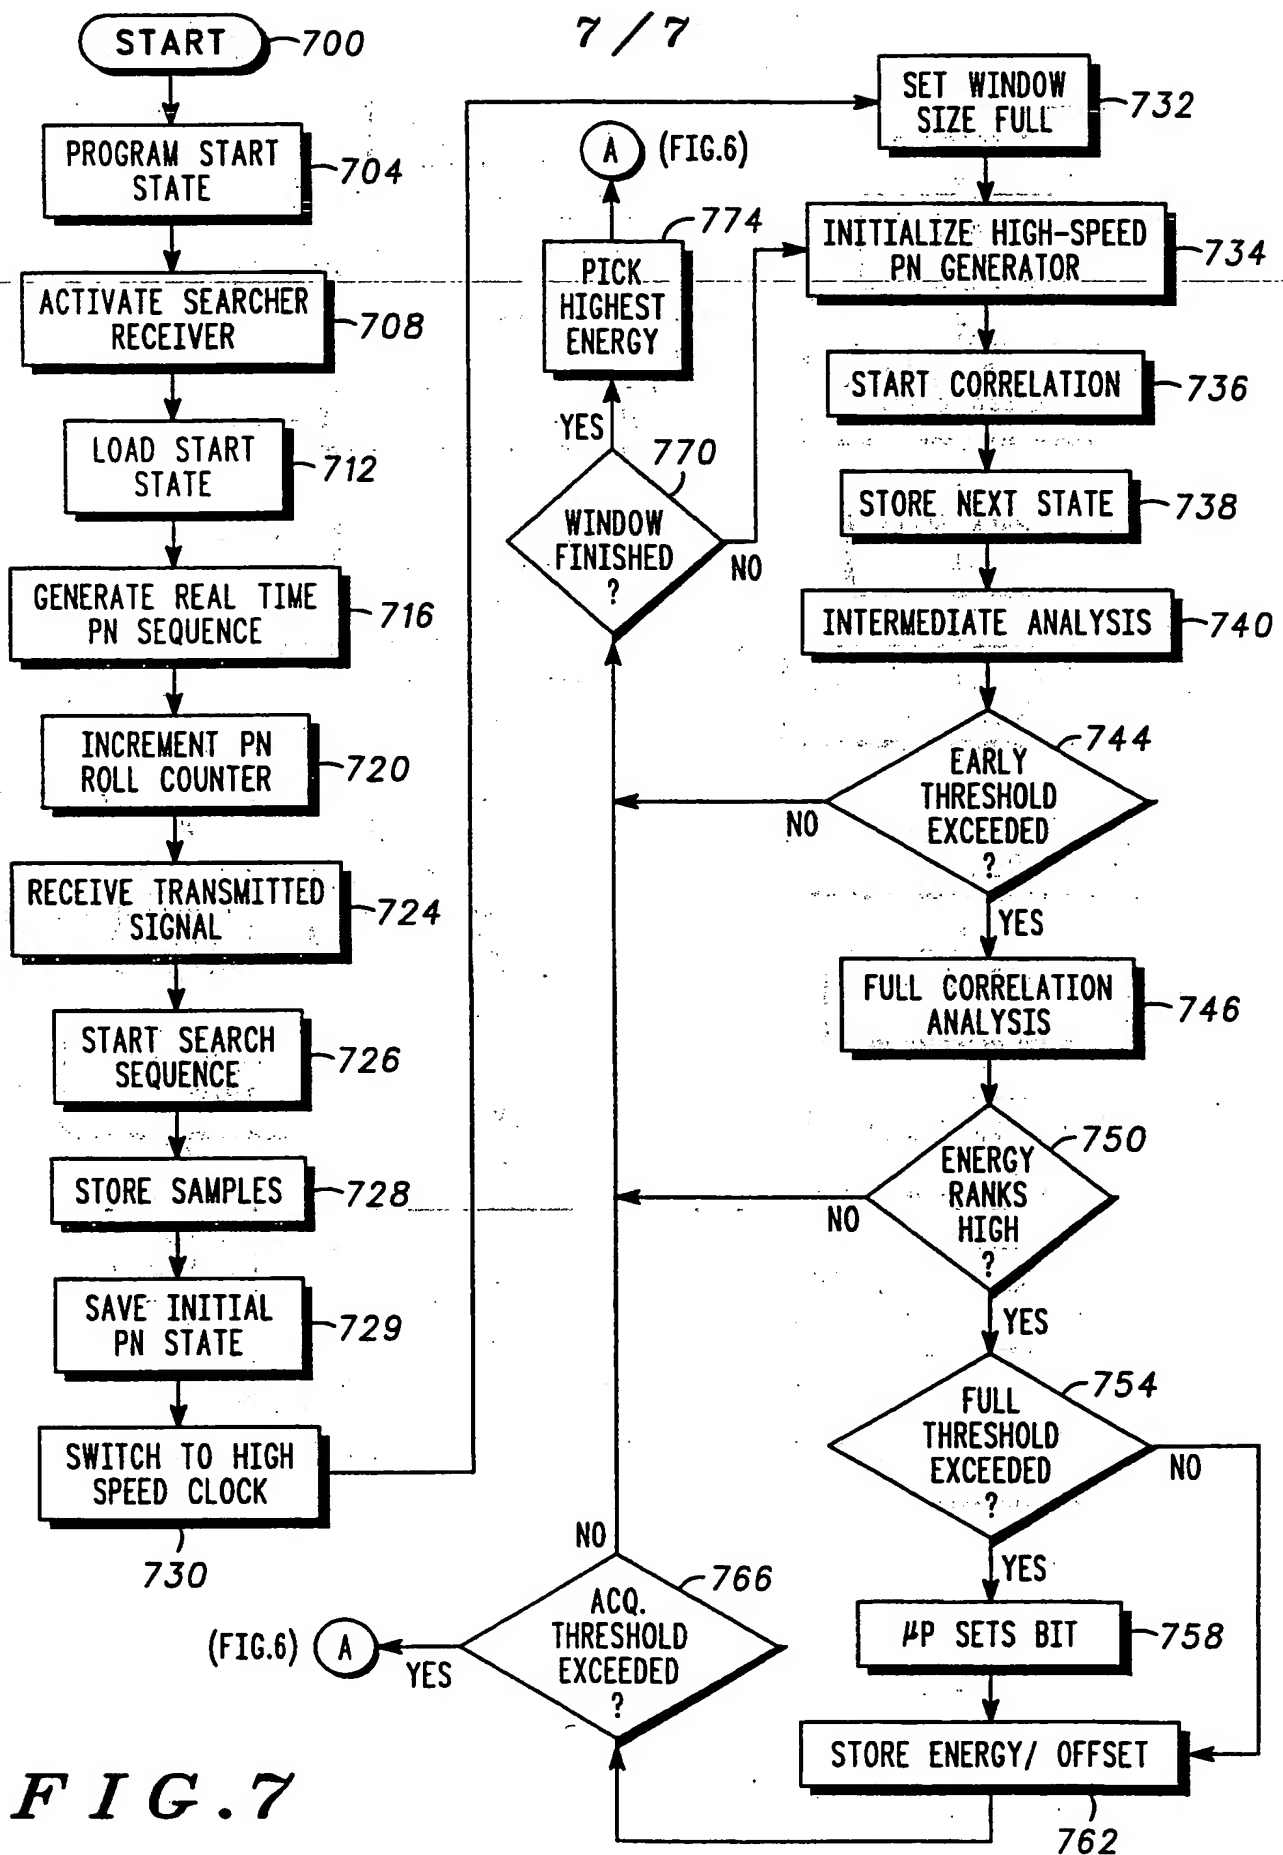 7/7
START
700
PROGRAM START
STATE
704
ACTIVATE SEARCHER
RECEIVER
708
LOAD START
STATE
712
GENERATE REAL TIME
PN SEQUENCE
716
INCREMENT PN
ROLL COUNTER
720
RECEIVE TRANSMITTED
SIGNAL
724
START SEARCH
SEQUENCE
726
STORE SAMPLES
728
SAVE INITIAL
PN STATE
729
SWITCH TO HIGH
SPEED CLOCK
730
SET WINDOW
SIZE FULL
732
INITIALIZE HIGH-SPEED
PN GENERATOR
734
START CORRELATION
736
STORE NEXT STATE
738
INTERMEDIATE ANALYSIS
740
EARLY
THRESHOLD
EXCEEDED
?
744
NO
YES
FULL CORRELATION
ANALYSIS
746
ENERGY
RANKS
HIGH
?
750
NO
YES
FULL
THRESHOLD
EXCEEDED
?
754
NO
YES
μP SETS BIT
758
STORE ENERGY/ OFFSET
762
ACQ.
THRESHOLD
EXCEEDED
?
766
NO
YES
A
(FIG.6)
WINDOW
FINISHED
?
770
NO
YES
PICK
HIGHEST
ENERGY
774
A
(FIG.6)
FIG.7